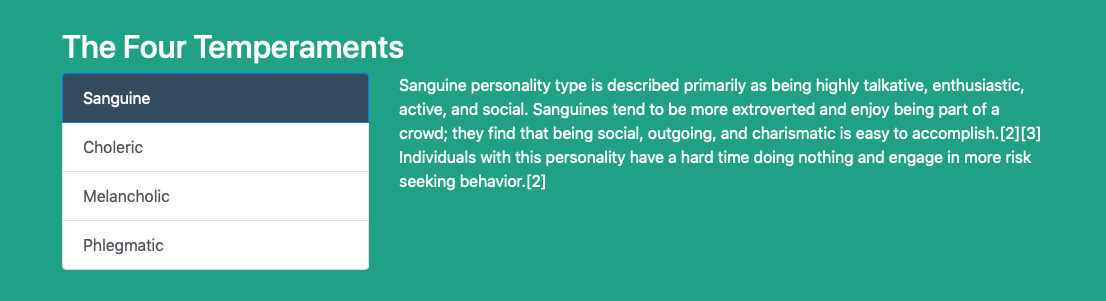 The Four Temperaments
Sanguine
Choleric
Melancholic
Phlegmatic
Sanguine personality type is described primarily as being highly talkative, enthusiastic,
active, and social. Sanguines tend to be more extroverted and enjoy being part of a
crowd; they find that being social, outgoing, and charismatic is easy to accomplish.[2][3]
Individuals with this personality have a hard time doing nothing and engage in more risk
seeking behavior.[2]